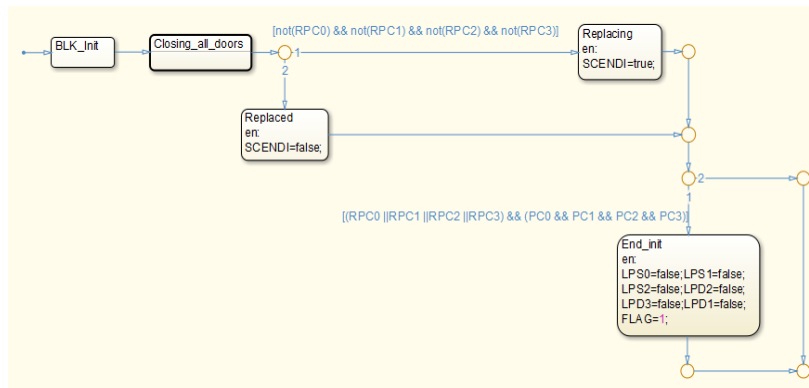 [not(RPC0) && not(RPC1) && not(RPC2) && not(RPC3)]
BLK_Init
Closing_all_doors
1
2
Replacing
en:
SCENDI=true;
Replaced
en:
SCENDI=false;
2
1
[(RPC0 ||RPC1 ||RPC2 ||RPC3) && (PC0 && PC1 && PC2 && PC3)]
End_init
en:
LPS0=false;LPS1=false;
LPS2=false;LPD2=false;
LPD3=false;LPD1=false;
FLAG=1;